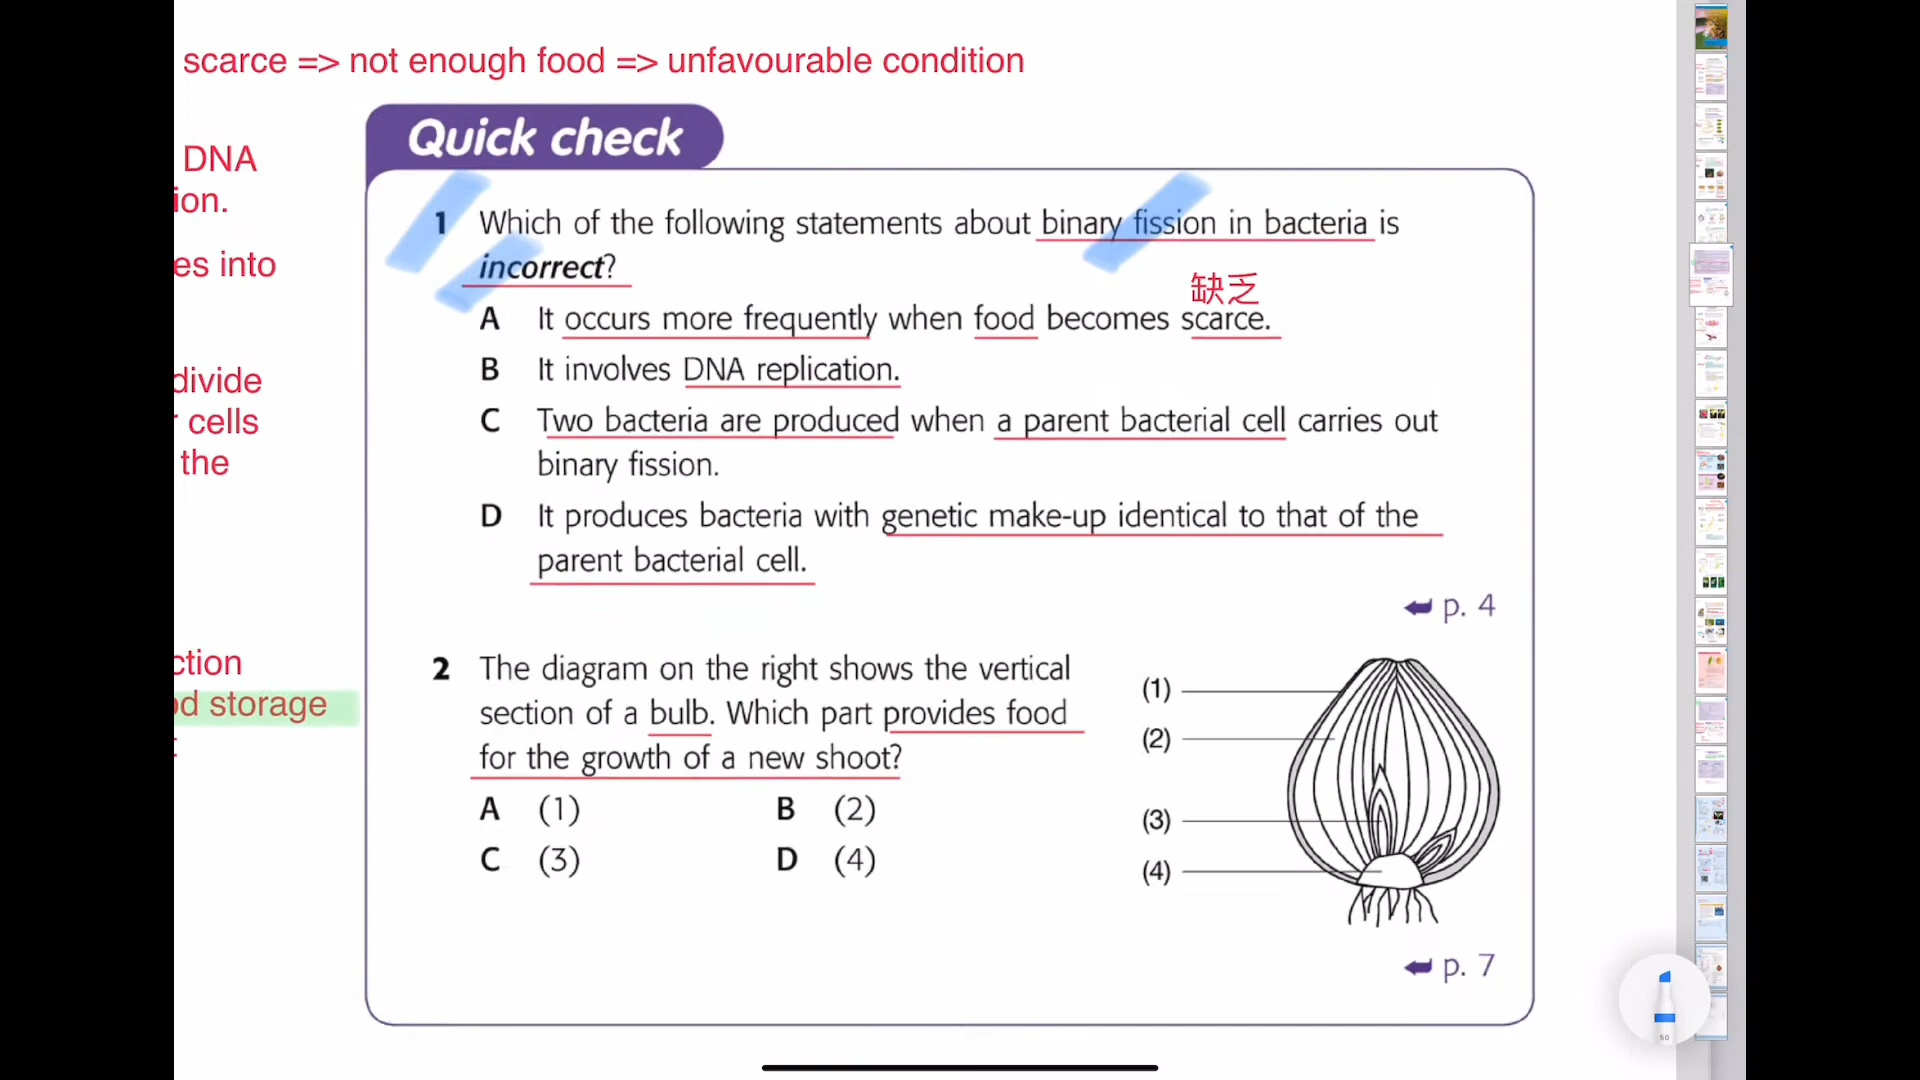 scarce => not enough food => unfavourable condition
Quick check
DNA
ion.
es into
divide
cells
the
ction
od storage
1 Which of the following statements about binary fission in bacteria is
incorrect?
缺乏
A It occurs more frequently when food becomes scarce.
B It involves DNA replication.
C Two bacteria are produced when a parent bacterial cell carries out
binary fission.
D It produces bacteria with genetic make-up identical to that of the
parent bacterial cell.
p. 4
2 The diagram on the right shows the vertical
section of a bulb. Which part provides food
for the growth of a new shoot?
A (1) B (2)
C (3) D (4)
(1)
(2)
(3)
(4)
p. 7
50